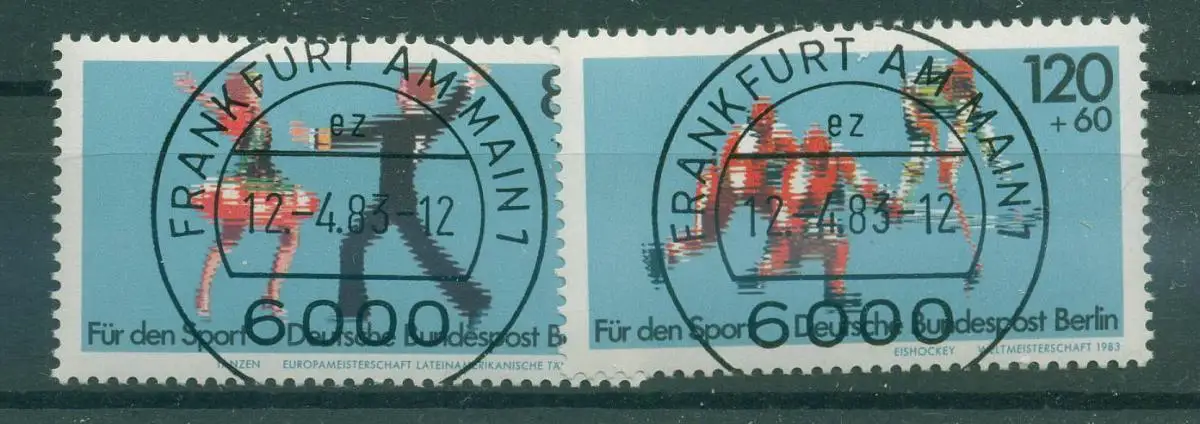 FRANKFURT AM MAIN 1
ez
12.-4.83-12
6000
Für den Sport Deutsche Bundespost B
TANZEN EUROPAMEISTERSCHAFT LATEINAMERIKANISCHE TÄ
120
+ 60
FRANKFURT AM MAIN 1
ez
12.-4.83-12
6000
Für den Sport Deutsche Bundespost Berlin
EISHOCKEY WELTMEISTERSCHAFT 1983